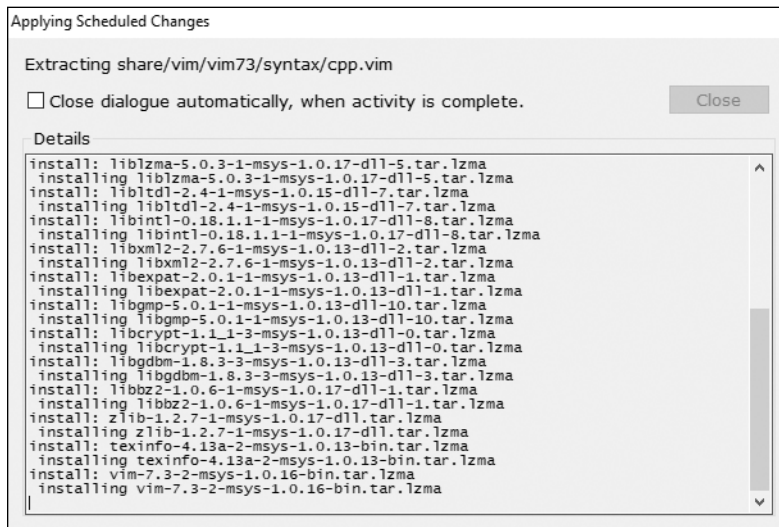 Applying Scheduled Changes
Extracting share/vim/vim73/syntax/cpp.vim
Close dialogue automatically, when activity is complete.
Close
Details
install: liblzma-5.0.3-1-msys-1.0.17-dll-5.tar.lzma
installing liblzma-5.0.3-1-msys-1.0.17-dll-5.tar.lzma
install: libltdl-2.4-1-msys-1.0.15-dll-7.tar.lzma
installing libltdl-2.4-1-msys-1.0.15-dll-7.tar.lzma
install: libintl-0.18.1.1-1-msys-1.0.17-dll-8.tar.lzma
installing libintl-0.18.1.1-1-msys-1.0.17-dll-8.tar.lzma
install: libxml2-2.7.6-1-msys-1.0.13-dll-2.tar.lzma
installing libxml2-2.7.6-1-msys-1.0.13-dll-2.tar.lzma
install: libexpat-2.0.1-1-msys-1.0.13-dll-1.tar.lzma
installing libexpat-2.0.1-1-msys-1.0.13-dll-1.tar.lzma
install: libgmp-5.0.1-1-msys-1.0.13-dll-10.tar.lzma
installing libgmp-5.0.1-1-msys-1.0.13-dll-10.tar.lzma
install: libcrypt-1.1_1-3-msys-1.0.13-dll-0.tar.lzma
installing libcrypt-1.1_1-3-msys-1.0.13-dll-0.tar.lzma
install: libgdbm-1.8.3-3-msys-1.0.13-dll-3.tar.lzma
installing libgdbm-1.8.3-3-msys-1.0.13-dll-3.tar.lzma
install: libbz2-1.0.6-1-msys-1.0.17-dll-1.tar.lzma
installing libbz2-1.0.6-1-msys-1.0.17-dll-1.tar.lzma
install: zlib-1.2.7-1-msys-1.0.17-dll.tar.lzma
installing zlib-1.2.7-1-msys-1.0.17-dll.tar.lzma
install: texinfo-4.13a-2-msys-1.0.13-bin.tar.lzma
installing texinfo-4.13a-2-msys-1.0.13-bin.tar.lzma
install: vim-7.3-2-msys-1.0.16-bin.tar.lzma
installing vim-7.3-2-msys-1.0.16-bin.tar.lzma